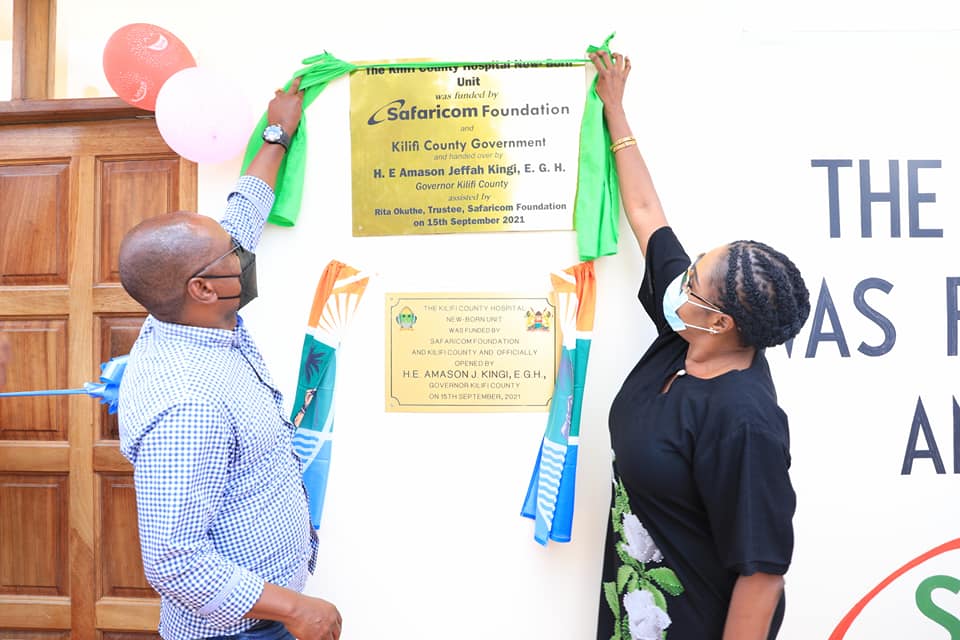 The Kilifi County Hospital New-Born
Unit
was funded by
Safaricom Foundation
and
Kilifi County Government
and handed over by
H. E Amason Jeffah Kingi, E. G. H.
Governor Kilifi County
assisted by
Rita Okuthe, Trustee, Safaricom Foundation
on 15th September 2021
THE KILIFI COUNTY HOSPITAL
NEW-BORN UNIT
WAS FUNDED BY
SAFARICOM FOUNDATION
AND KILIFI COUNTY AND OFFICIALLY
OPENED BY
H.E. AMASON J. KINGI, E.G.H.,
GOVERNOR KILIFI COUNTY
ON 15TH SEPTEMBER, 2021
THE
WAS F
AN
S